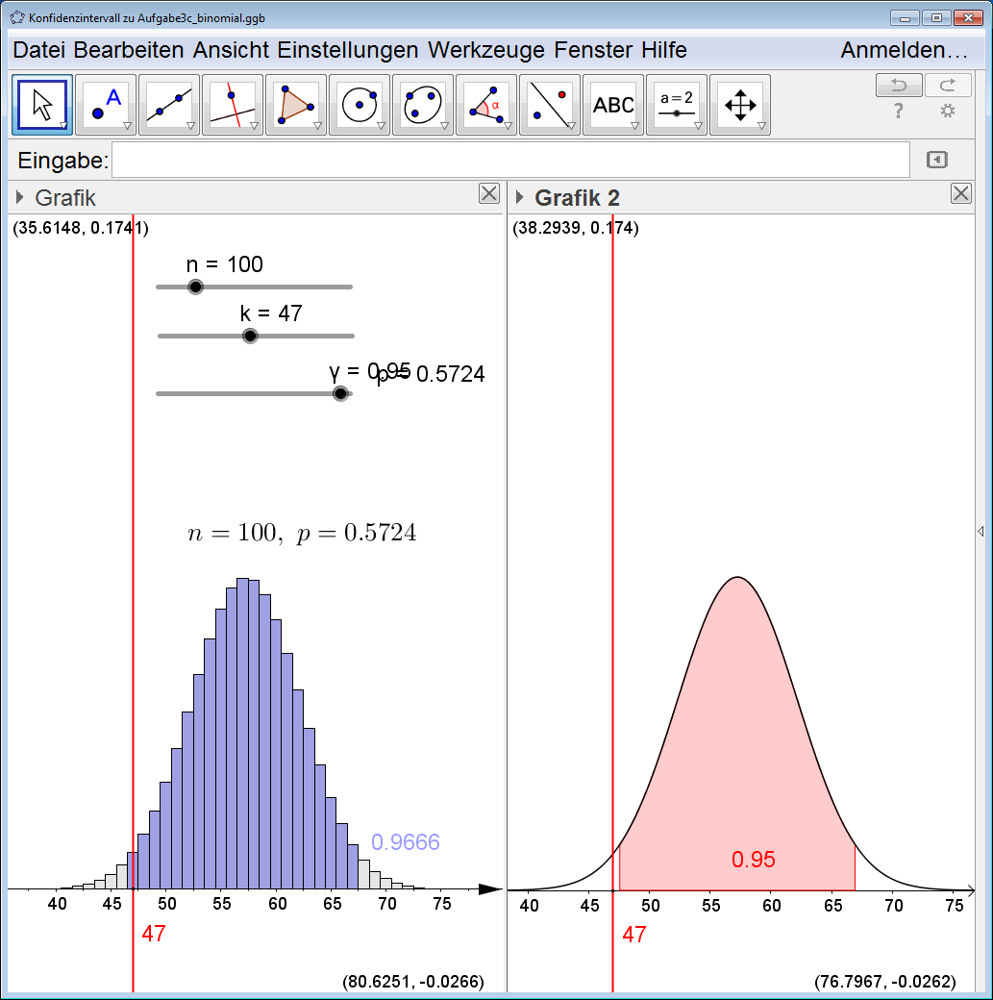 Konfidenzintervall zu Aufgabe3c_binomial.ggb
Datei Bearbeiten Ansicht Einstellungen Werkzeuge Fenster Hilfe Anmelden...
A α ABC a=2 ?
Eingabe:
Grafik
(35.6148, 0.1741)
n = 100
k = 47
γ = 0.95
p = 0.5724
n = 100, p = 0.5724
0.9666
40 45 50 55 60 65 70 75
47
(80.6251, -0.0266)
Grafik 2
(38.2939, 0.174)
0.95
40 45 50 55 60 65 70 75
47
(76.7967, -0.0262)